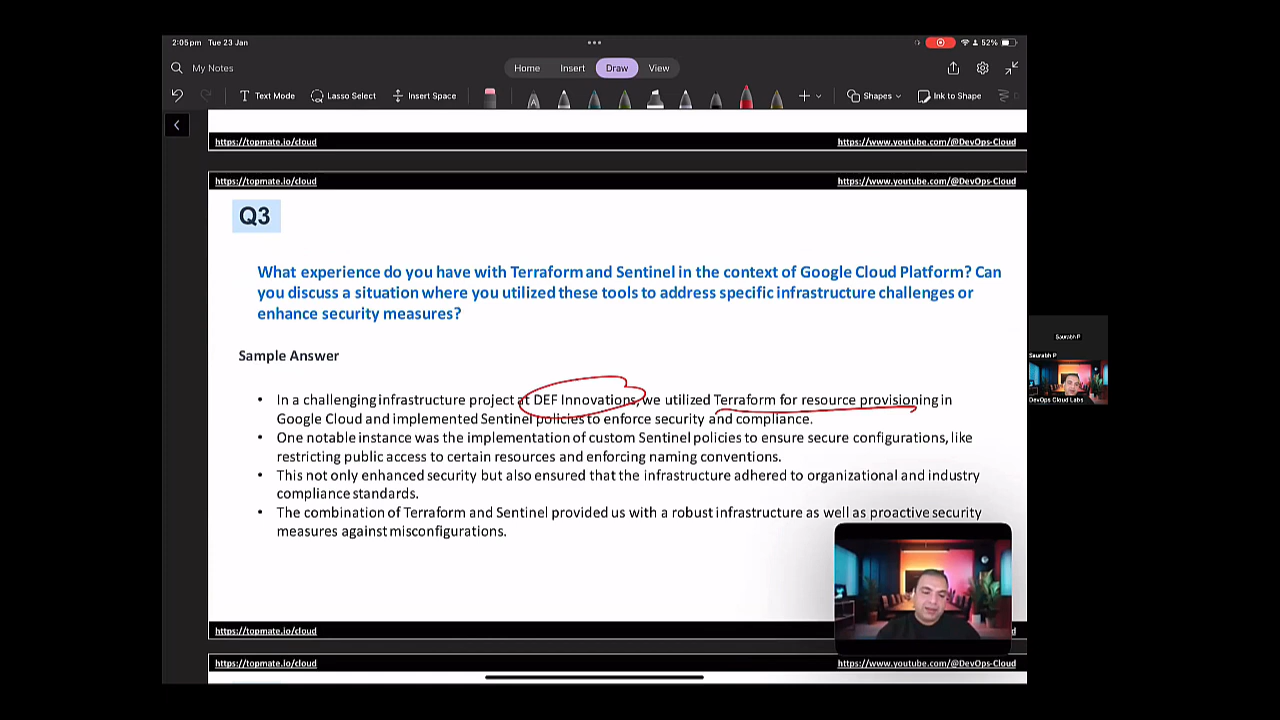 2:05pm Tue 23 Jan
52%
My Notes
Home Insert Draw View
Text Mode Lasso Select Insert Space Shapes Ink to Shape
https://topmate.io/cloud https://www.youtube.com/@DevOps-Cloud
https://topmate.io/cloud https://www.youtube.com/@DevOps-Cloud
Q3
What experience do you have with Terraform and Sentinel in the context of Google Cloud Platform? Can
you discuss a situation where you utilized these tools to address specific infrastructure challenges or
enhance security measures?
Sample Answer
• In a challenging infrastructure project at DEF Innovations, we utilized Terraform for resource provisioning in
Google Cloud and implemented Sentinel policies to enforce security and compliance.
• One notable instance was the implementation of custom Sentinel policies to ensure secure configurations, like
restricting public access to certain resources and enforcing naming conventions.
• This not only enhanced security but also ensured that the infrastructure adhered to organizational and industry
compliance standards.
• The combination of Terraform and Sentinel provided us with a robust infrastructure as well as proactive security
measures against misconfigurations.
Saurabh P
Saurabh P
DevOps Cloud Labs
https://topmate.io/cloud
https://topmate.io/cloud https://www.youtube.com/@DevOps-Cloud